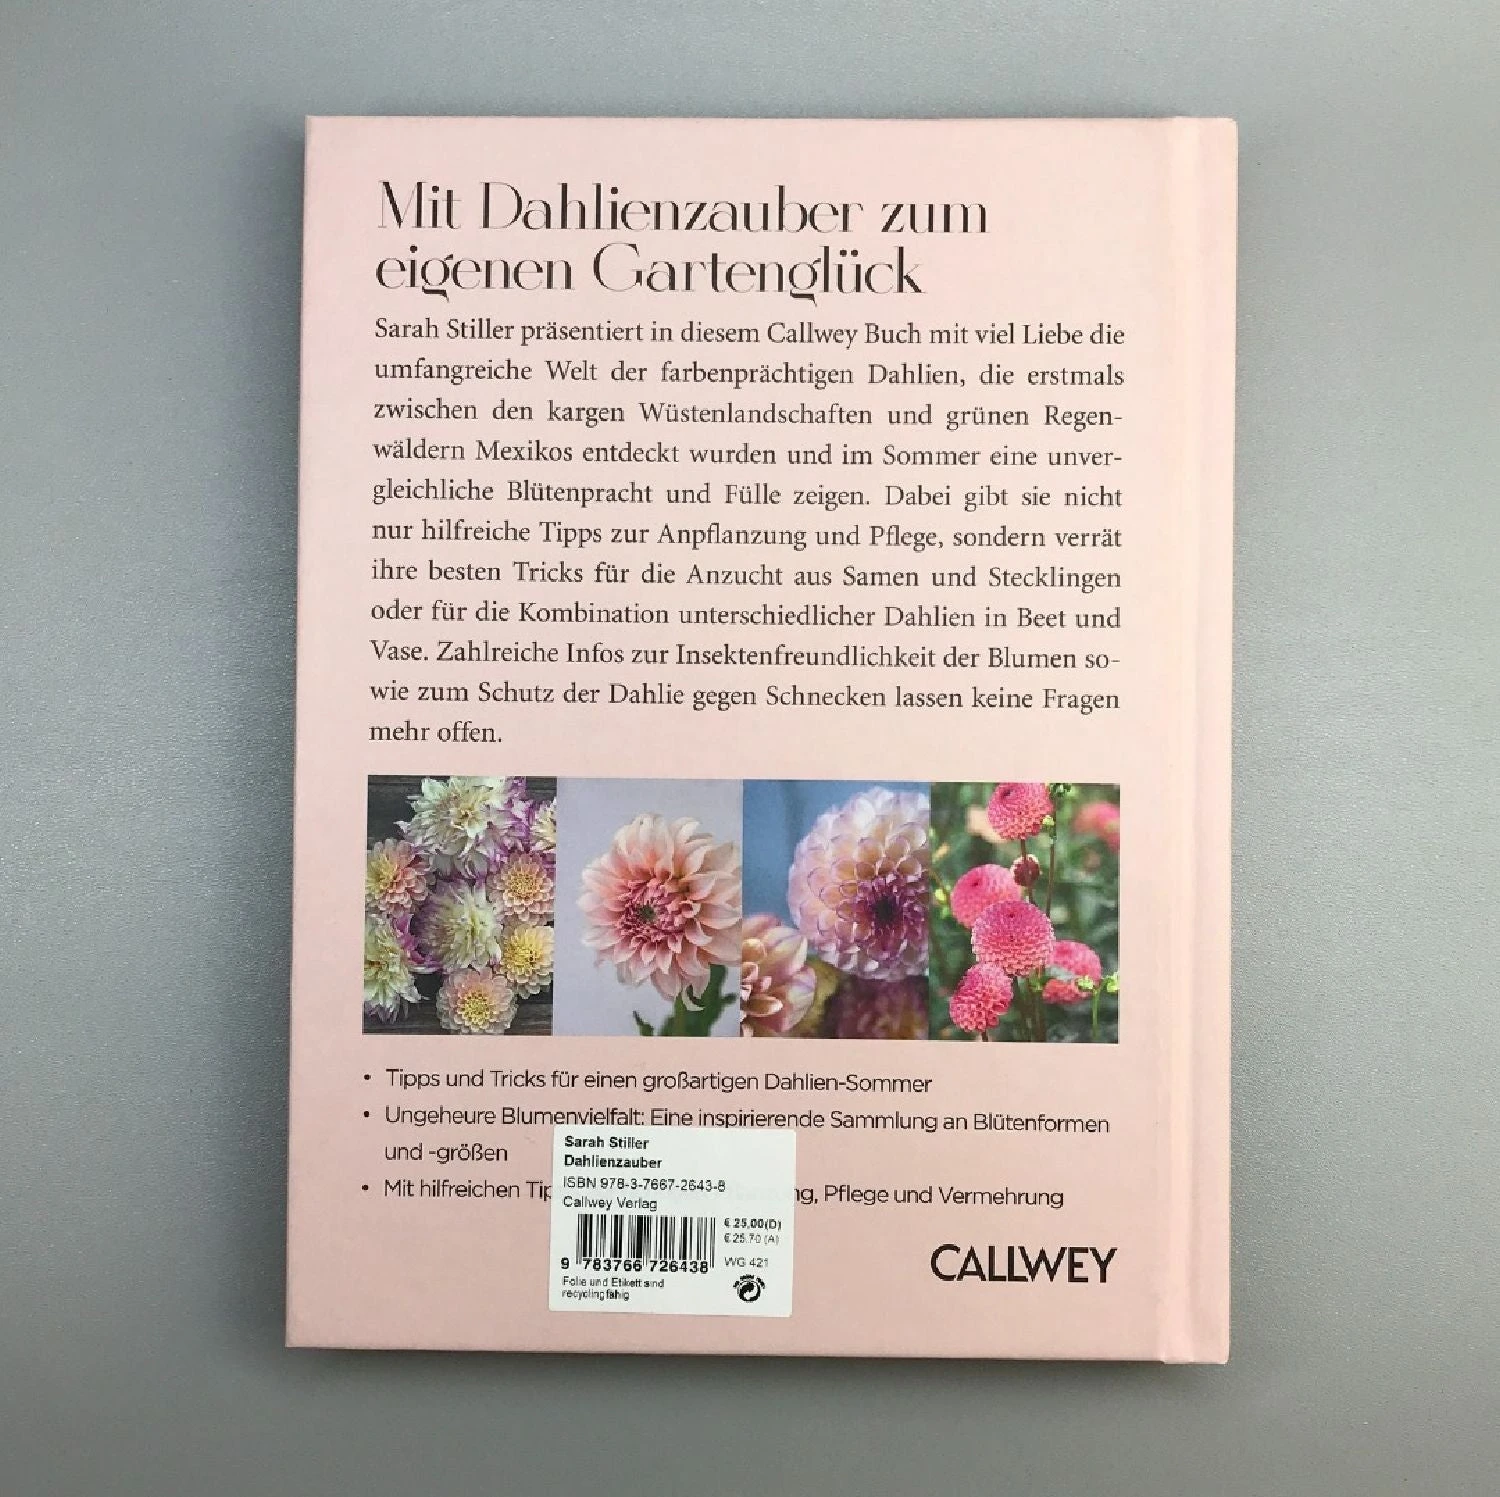 Mit Dahlienzauber zum
eigenen Gartenglück
Sarah Stiller präsentiert in diesem Callwey Buch mit viel Liebe die
umfangreiche Welt der farbenprächtigen Dahlien, die erstmals
zwischen den kargen Wüstenlandschaften und grünen Regen-
wäldern Mexikos entdeckt wurden und im Sommer eine unver-
gleichliche Blütenpracht und Fülle zeigen. Dabei gibt sie nicht
nur hilfreiche Tipps zur Anpflanzung und Pflege, sondern verrät
ihre besten Tricks für die Anzucht aus Samen und Stecklingen
oder für die Kombination unterschiedlicher Dahlien in Beet und
Vase. Zahlreiche Infos zur Insektenfreundlichkeit der Blumen so-
wie zum Schutz der Dahlie gegen Schnecken lassen keine Fragen
mehr offen.
• Tipps und Tricks für einen großartigen Dahlien-Sommer
• Ungeheure Blumenvielfalt: Eine inspirierende Sammlung an Blütenformen
und -größen
• Mit hilfreichen Pflege und Vermehrung
Sarah Stiller
Dahlienzauber
ISBN 978-3-7667-2643-8
Callwey Verlag
€ 25,00(D)
€ 25.70 (A)
WG 421
9 783766 726438
Folie und Etikett sind
recyclingfähig
CALLWEY